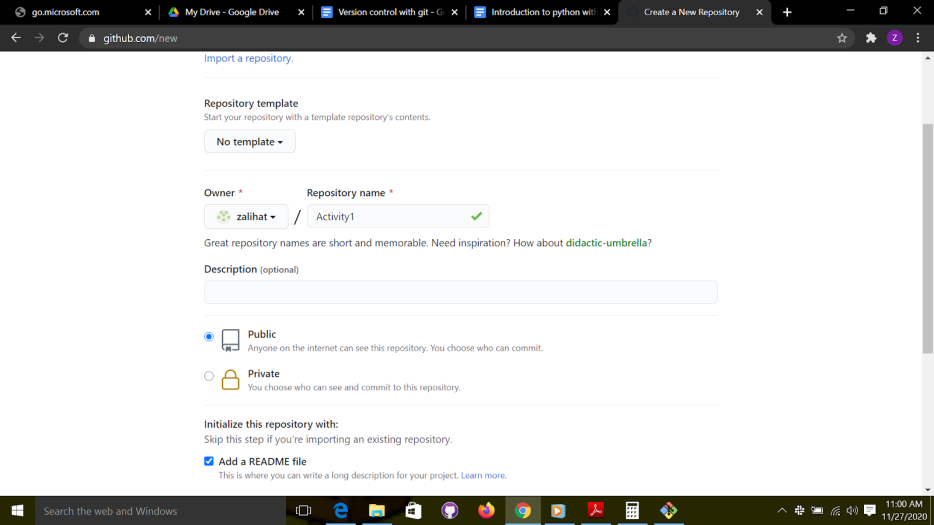 go.microsoft.com
My Drive - Google Drive
Version control with git - G
Introduction to python with
Create a New Repository
github.com/new
Z
Import a repository.
Repository template
Start your repository with a template repository's contents.
No template
Owner *
Repository name *
zalihat
/
Activity1
Great repository names are short and memorable. Need inspiration? How about didactic-umbrella?
Description (optional)
Public
Anyone on the internet can see this repository. You choose who can commit.
Private
You choose who can see and commit to this repository.
Initialize this repository with:
Skip this step if you're importing an existing repository.
Add a README file
This is where you can write a long description for your project. Learn more.
Search the web and Windows
11:00 AM
11/27/2020